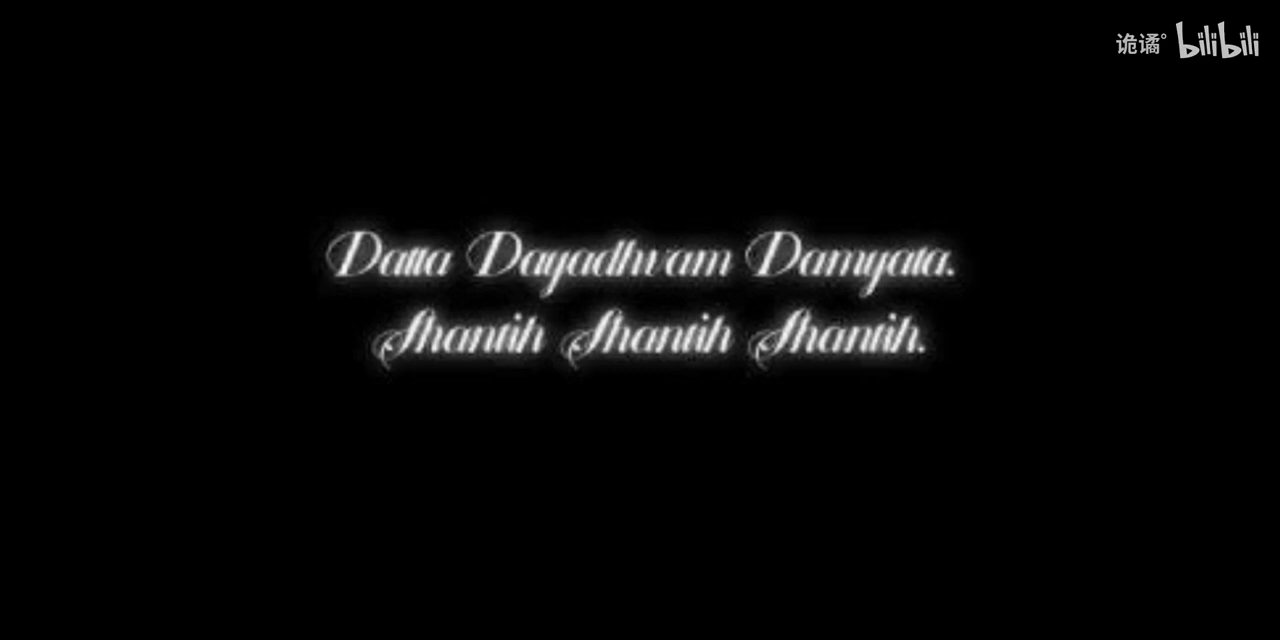 诡谲° bilibili
Datta Dayadhvam Damyata.
Shantih Shantih Shantih.